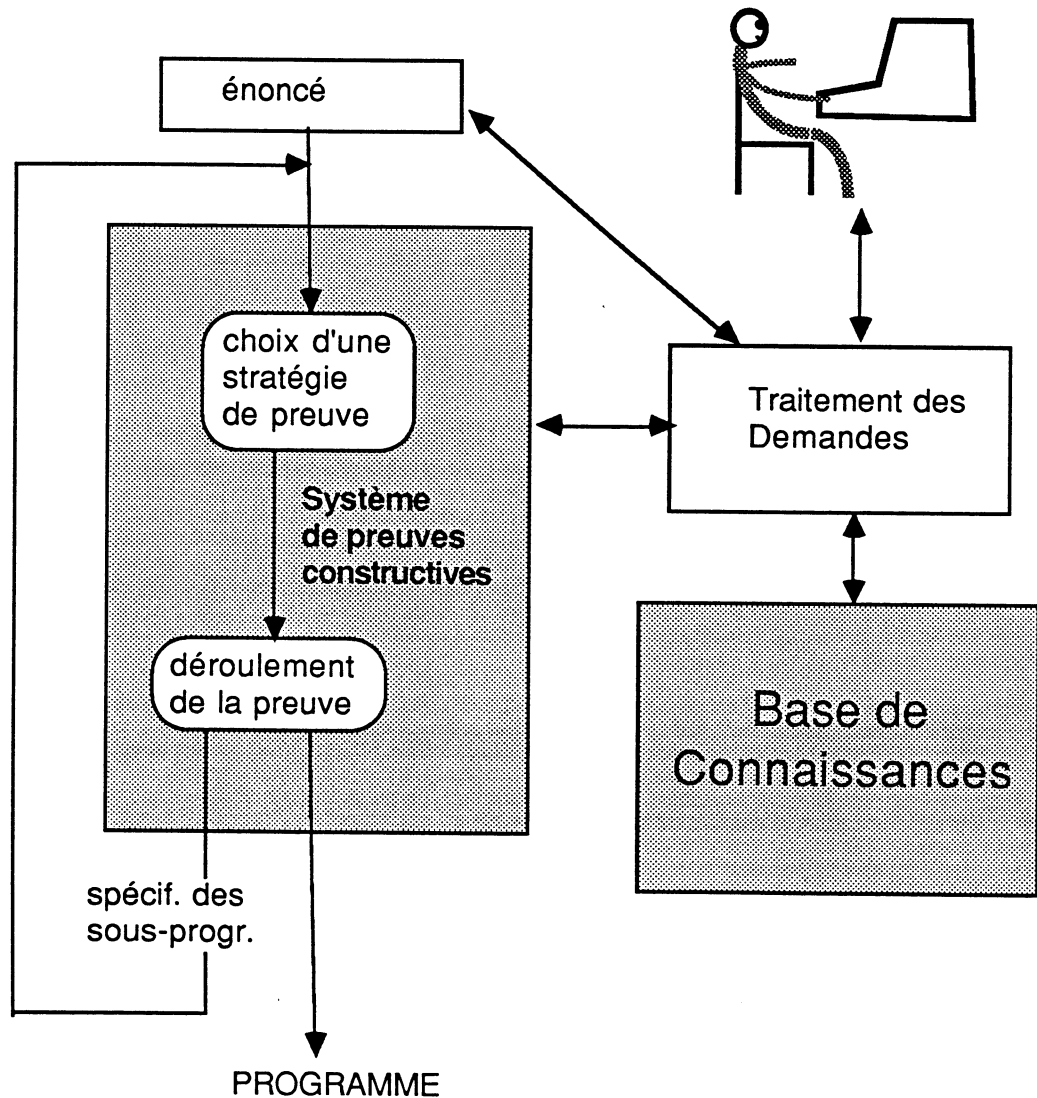 énoncé
choix d'une
stratégie
de preuve
Système
de preuves
constructives
déroulement
de la preuve
spécif. des
sous-progr.
PROGRAMME
Traitement des
Demandes
Base de
Connaissances